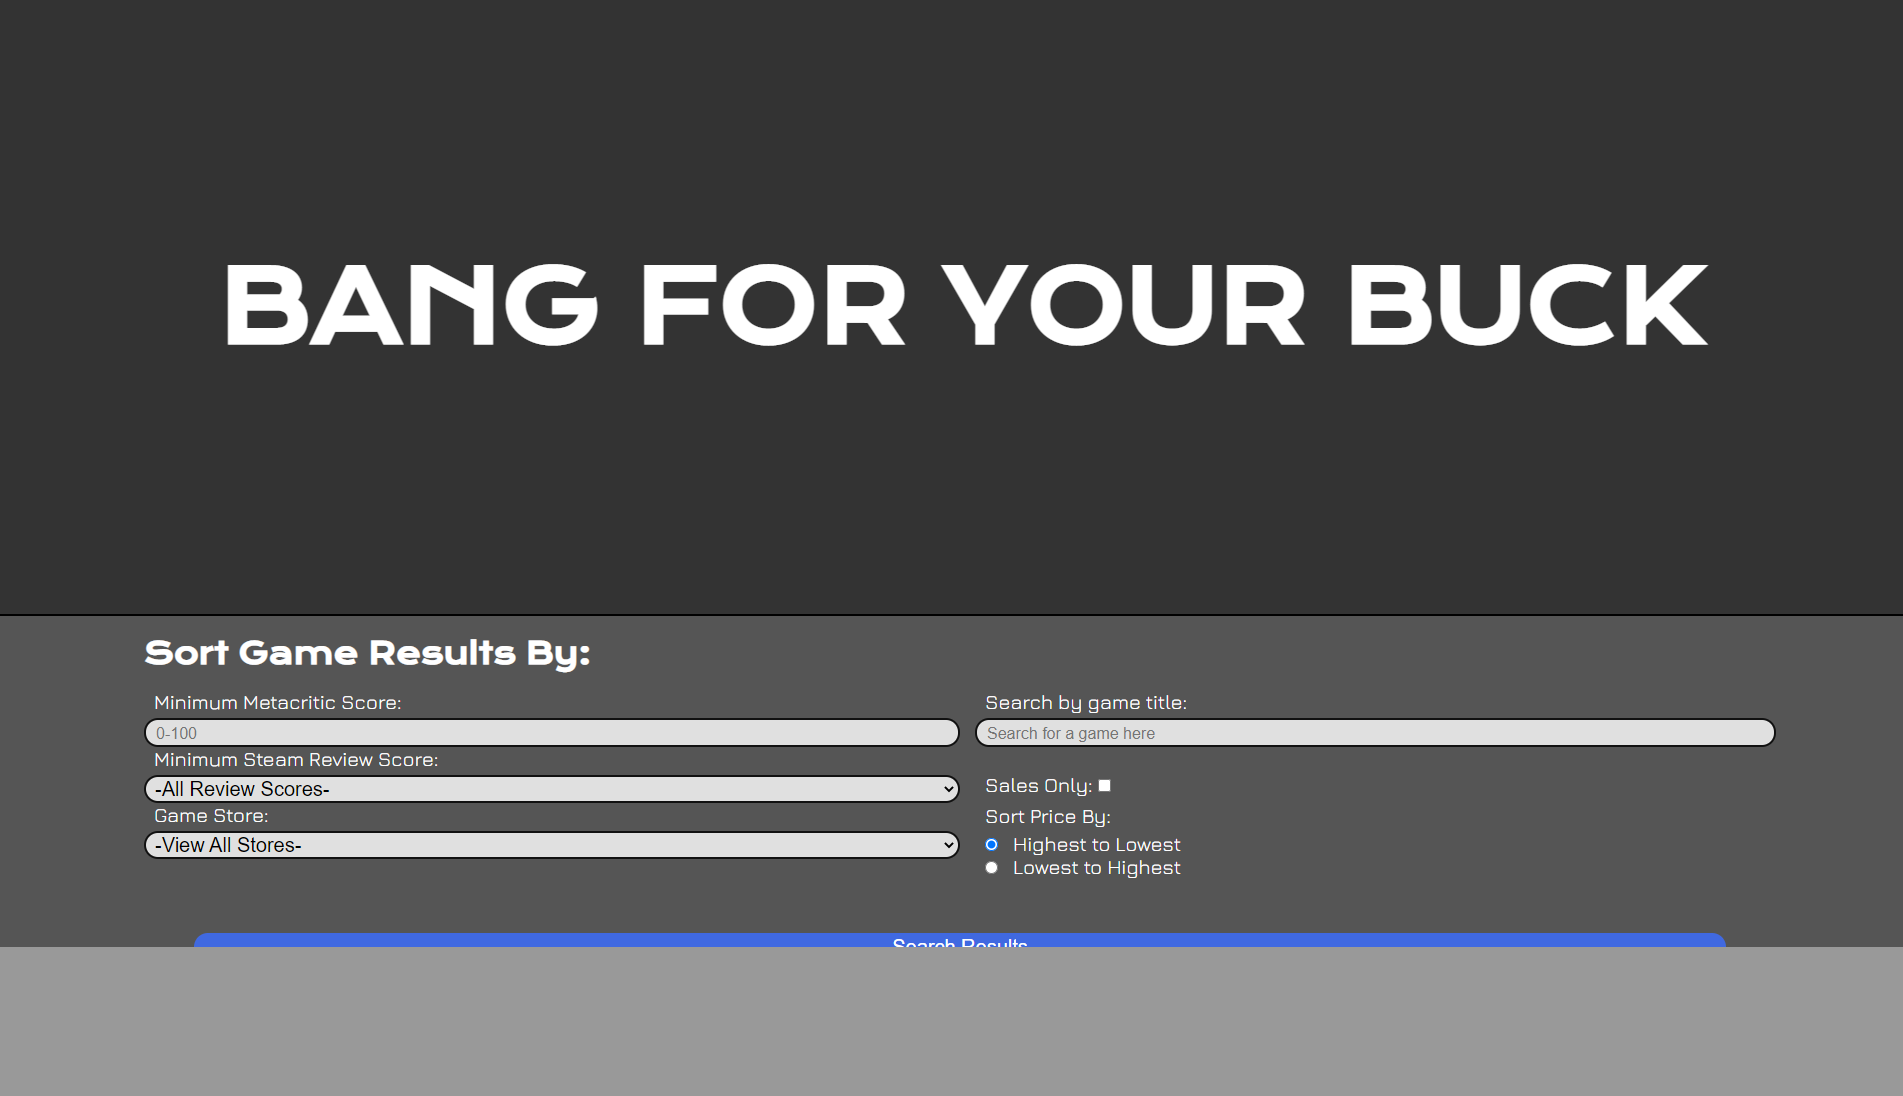 BANG FOR YOUR BUCK
Sort Game Results By:
Minimum Metacritic Score:
0-100
Minimum Steam Review Score:
-All Review Scores-
Game Store:
-View All Stores-
Search by game title:
Search for a game here
Sales Only:
Sort Price By:
Highest to Lowest
Lowest to Highest
Search Results